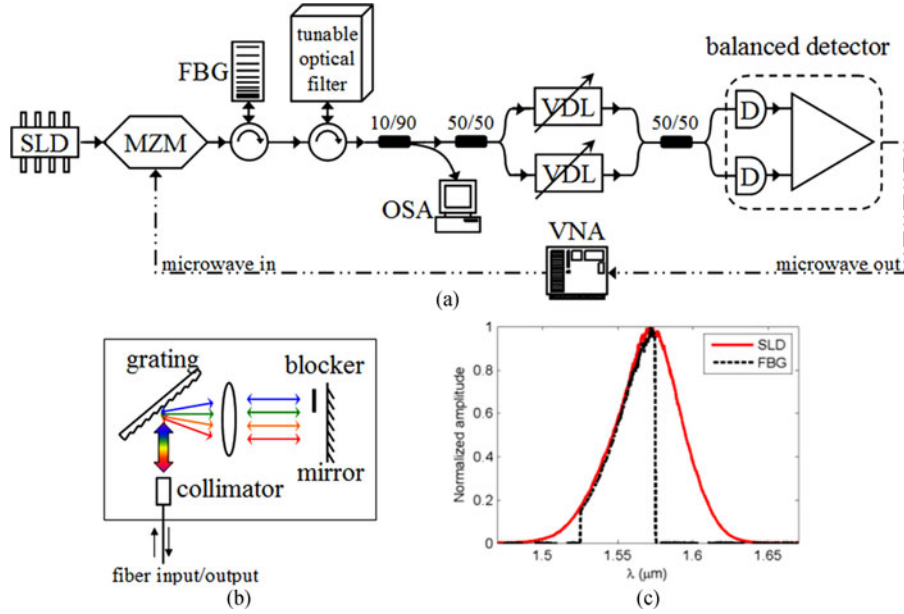 (a)
tunable
optical
filter
FBG
balanced detector
SLD
MZM
10/90
50/50
VDL
VDL
50/50
D
D
OSA
VNA
microwave in
microwave out
(b)
grating
blocker
mirror
collimator
fiber input/output
(c)
SLD
FBG
Normalized amplitude
1
0.8
0.6
0.4
0.2
0
1.5
1.55
1.6
1.65
λ (μm)